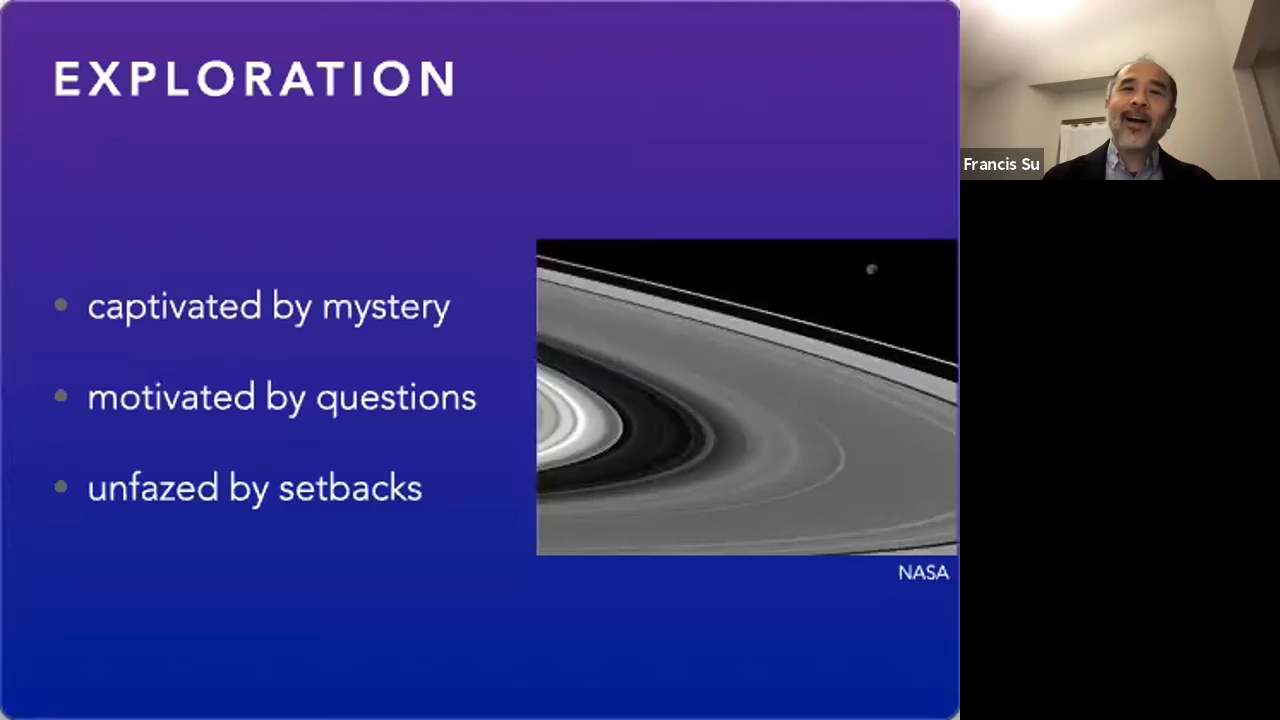 EXPLORATION
captivated by mystery
motivated by questions
unfazed by setbacks
NASA
Francis Su